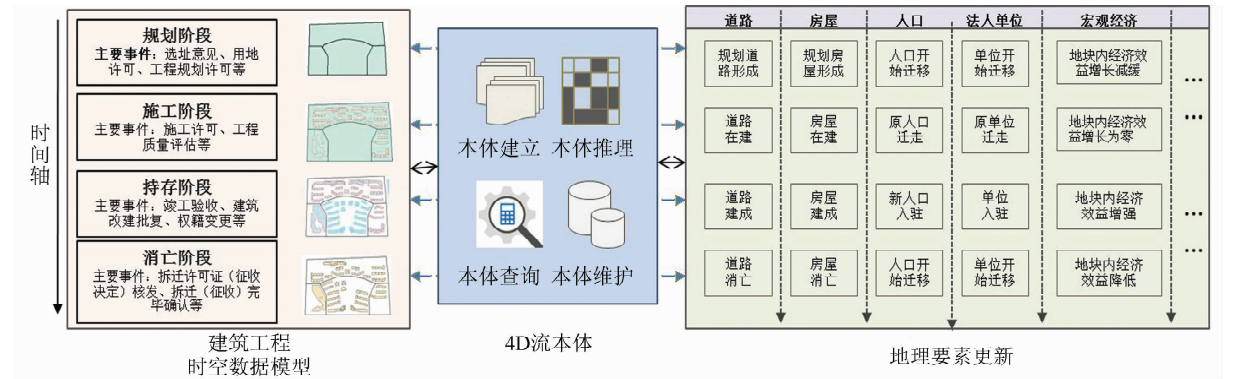 时间轴
规划阶段
主要事件：选址意见、用地
许可、工程规划许可等
施工阶段
主要事件：施工许可、工程
质量评估等
持存阶段
主要事件：竣工验收、建筑
改建批复、权籍变更等
消亡阶段
主要事件：拆迁许可证（征收
决定）核发、拆迁（征收）完
毕确认等
建筑工程
时空数据模型
本体建立 本体推理
本体查询 本体维护
4D流本体
道路 房屋 人口 法人单位 宏观经济
规划道
路形成
规划房
屋形成
人口开
始迁移
单位开
始迁移
地块内经济效
益增长减缓
...
道路
在建
房屋
在建
原人口
迁走
原单位
迁走
地块内经济效
益增长为零
...
道路
建成
房屋
建成
新人口
入驻
单位
入驻
地块内经济
效益增强
...
道路
消亡
房屋
消亡
人口开
始迁移
单位开
始迁移
地块内经济
效益降低
...
地理要素更新